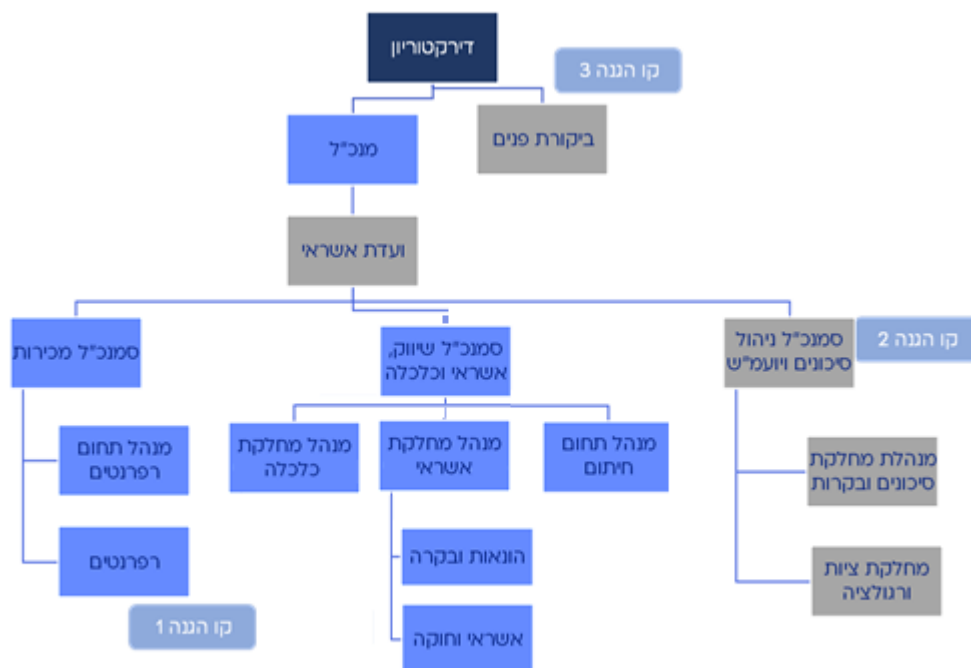 דירקטוריון
קו הגנה 3
מנכ"ל
ביקורת פנים
ועדת אשראי
סמנכ"ל ניהול
סיכונים ויועמ"ש
קו הגנה 2
סמנכ"ל שיווק,
אשראי וכלכלה
סמנכ"ל מכירות
מנהלת מחלקת
סיכונים ובקרות
מחלקת ציות
ורגולציה
מנהל תחום
חיתום
מנהל מחלקת
אשראי
מנהל מחלקת
כלכלה
הונאות ובקרה
אשראי וחוקה
מנהל תחום
רפרנטים
רפרנטים
קו הגנה 1